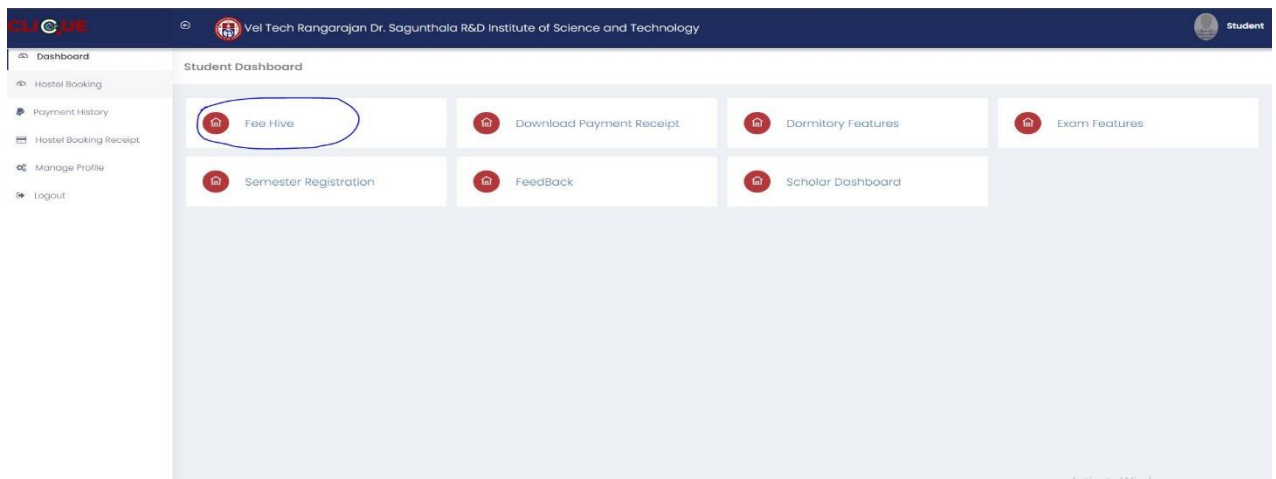 CLIQUE
Vel Tech Rangarajan Dr. Sagunthala R&D Institute of Science and Technology
Student
Dashboard
Hostel Booking
Payment History
Hostel Booking Receipt
Manage Profile
Logout
Student Dashboard
Fee Hive
Download Payment Receipt
Dormitory Features
Exam Features
Semester Registration
FeedBack
Scholar Dashboard